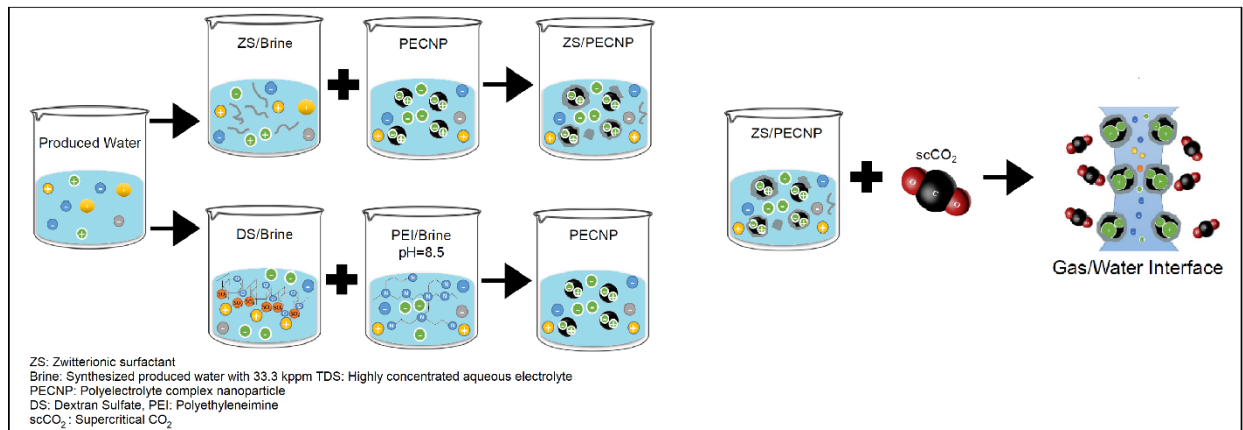 ZS/Brine
PECNP
ZS/PECNP
Produced Water
ZS/PECNP
scCO₂
DS/Brine
PEI/Brine
pH=8.5
PECNP
Gas/Water Interface
ZS: Zwitterionic surfactant
Brine: Synthesized produced water with 33.3 kppm TDS: Highly concentrated aqueous electrolyte
PECNP: Polyelectrolyte complex nanoparticle
DS: Dextran Sulfate, PEI: Polyethyleneimine
scCO₂ : Supercritical CO₂